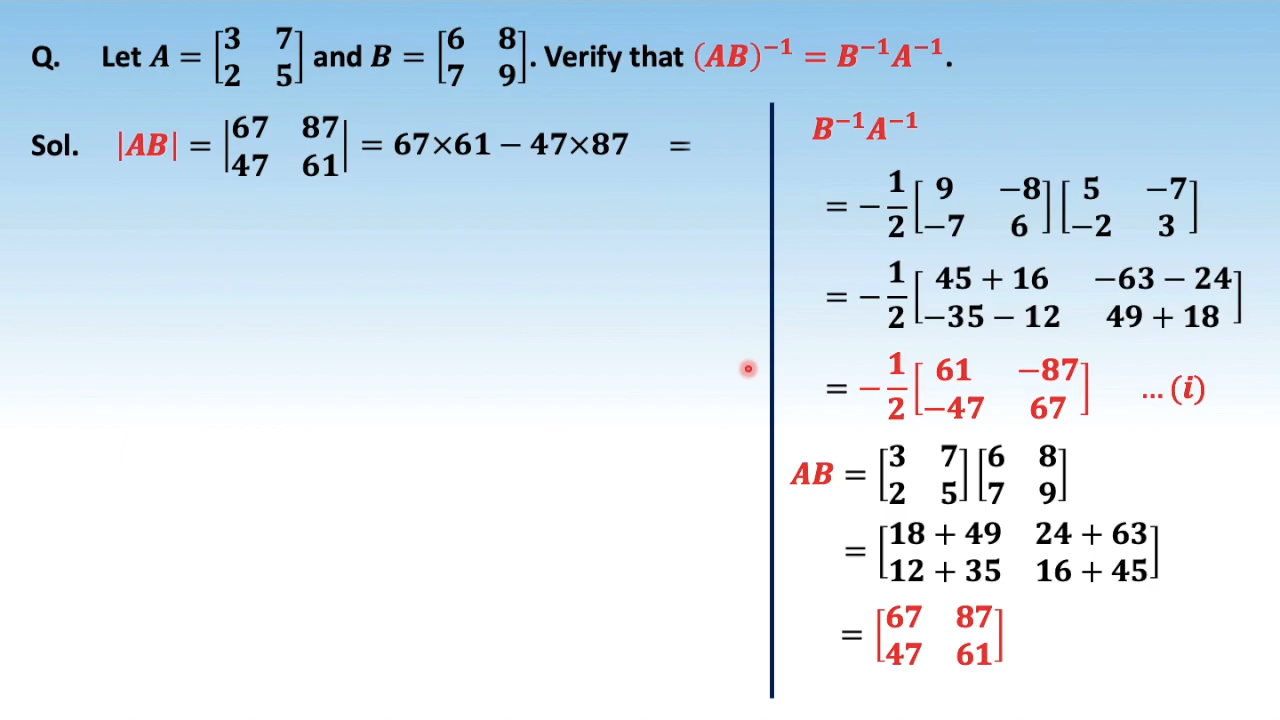 Q. Let A = [3 7 and B = [6 8 . Verify that (AB)⁻¹ = B⁻¹A⁻¹.
2 5] 7 9]
Sol. |AB| = |67 87 = 67×61 − 47×87 =
47 61|
B⁻¹A⁻¹
= −1/2 [9 −8 [5 −7
−7 6] −2 3]
= −1/2 [45 + 16 −63 − 24
−35 − 12 49 + 18]
= −1/2 [61 −87 ... (i)
−47 67]
AB = [3 7 [6 8
2 5] 7 9]
= [18 + 49 24 + 63
12 + 35 16 + 45]
= [67 87
47 61]